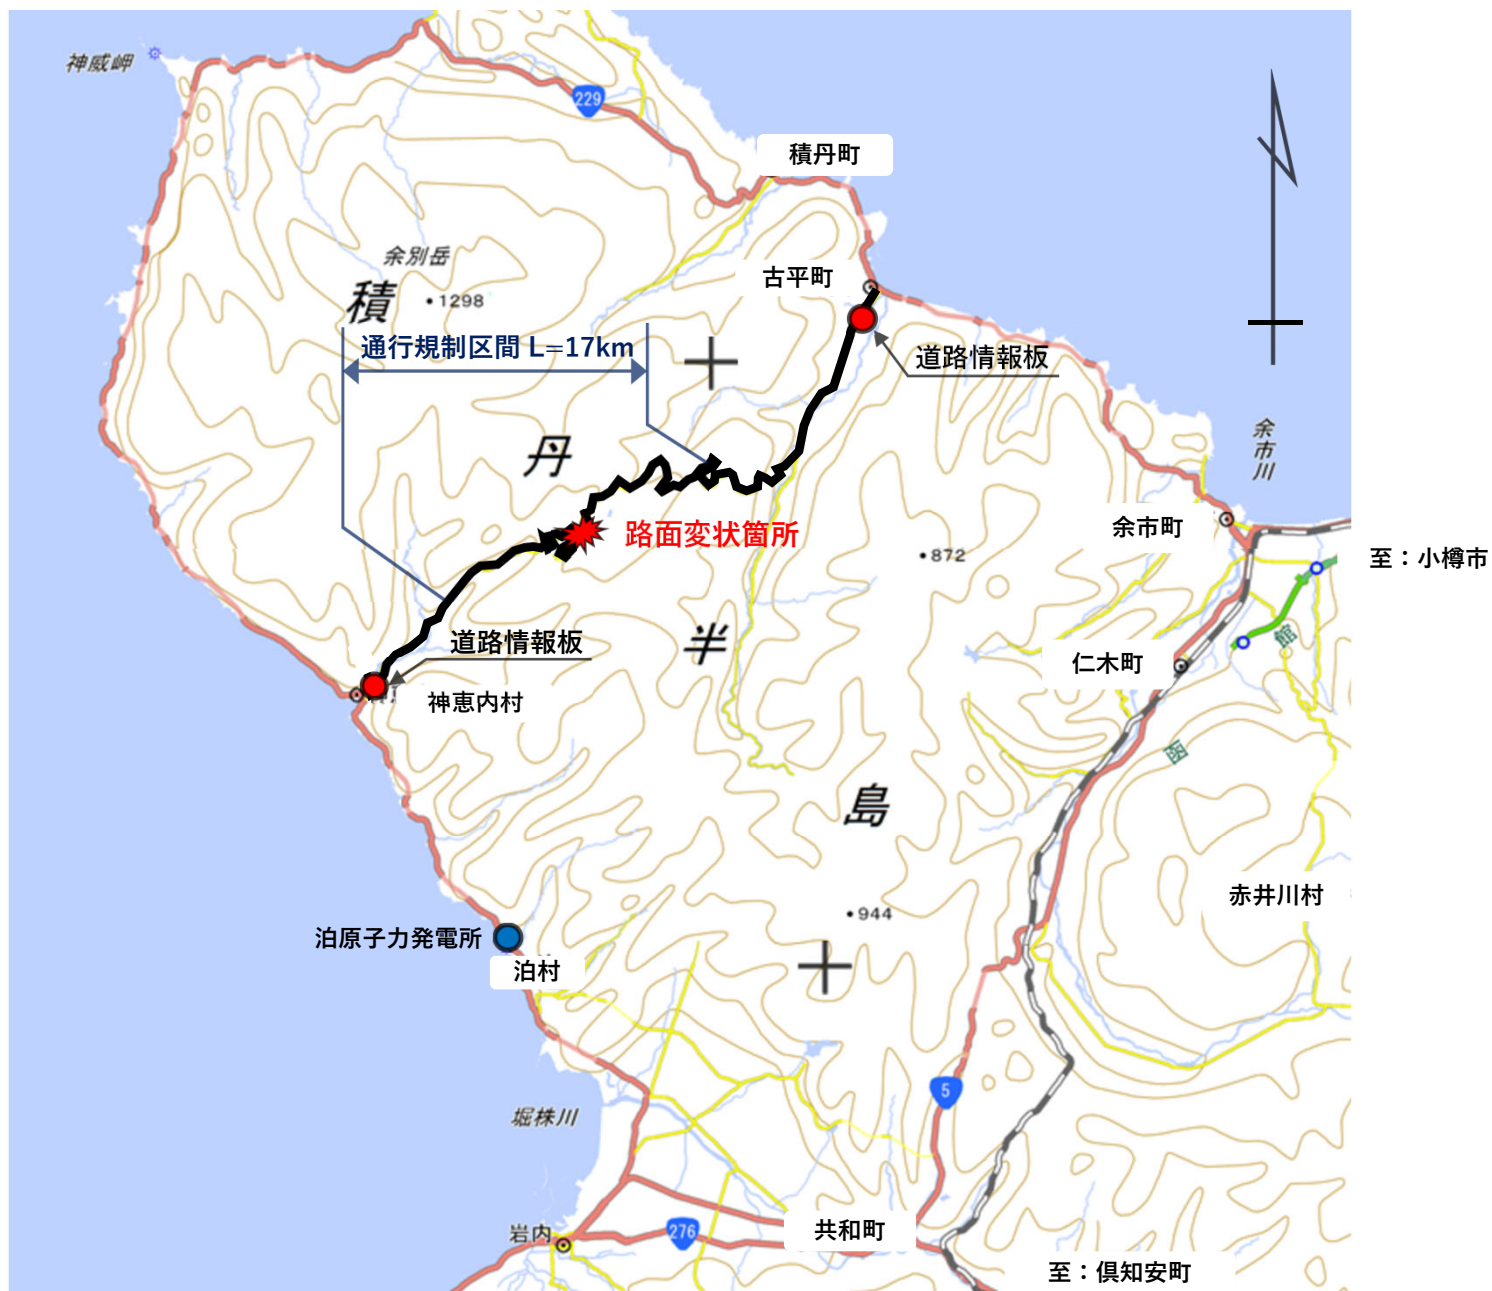 神威岬
229
積丹町
余別岳
1298
積
古平町
通行規制区間 L=17km
道路情報板
丹
余市川
路面変状箇所
余市町
872
至：小樽市
半
道路情報板
館
仁木町
神恵内村
函
島
赤井川村
944
泊原子力発電所
泊村
5
堀株川
岩内
276
共和町
至：倶知安町